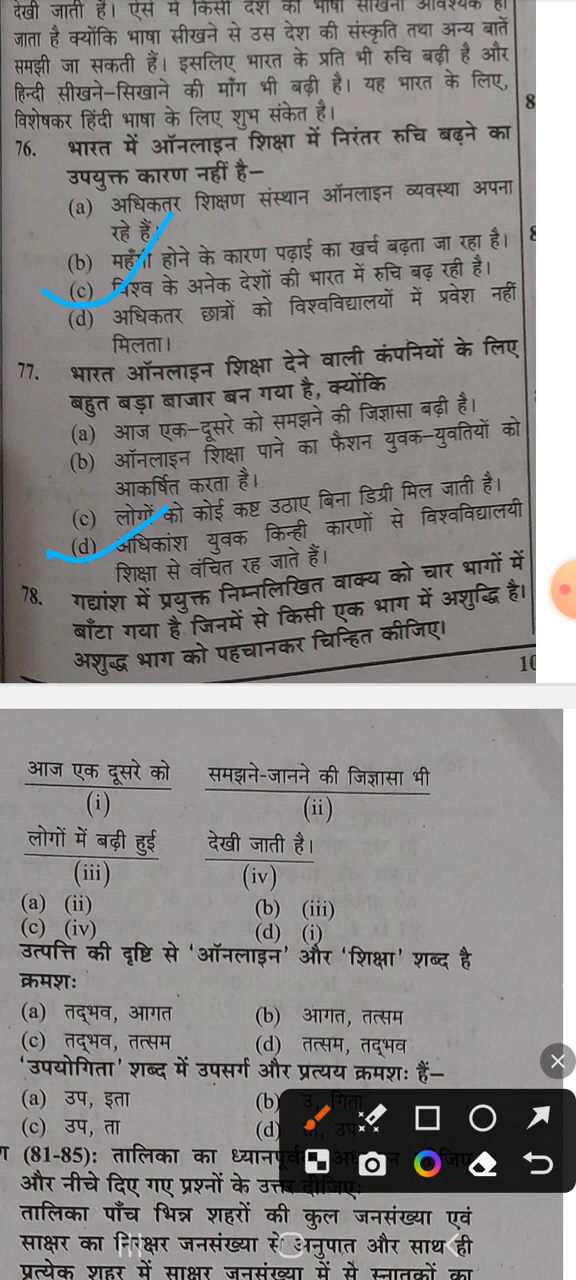 देखी जाती है। ऐसे में किसी देश की भाषा सीखना आवश्यक हो
जाता है क्योंकि भाषा सीखने से उस देश की संस्कृति तथा अन्य बातें
समझी जा सकती हैं। इसलिए भारत के प्रति भी रुचि बढ़ी है और
हिन्दी सीखने-सिखाने की माँग भी बढ़ी है। यह भारत के लिए,
विशेषकर हिंदी भाषा के लिए शुभ संकेत है।
8
76. भारत में ऑनलाइन शिक्षा में निरंतर रुचि बढ़ने का
उपयुक्त कारण नहीं है–
(a) अधिकतर शिक्षण संस्थान ऑनलाइन व्यवस्था अपना
रहे हैं।
(b) महँगी होने के कारण पढ़ाई का खर्च बढ़ता जा रहा है।
(c) विश्व के अनेक देशों की भारत में रुचि बढ़ रही है।
(d) अधिकतर छात्रों को विश्वविद्यालयों में प्रवेश नहीं
मिलता।
77. भारत ऑनलाइन शिक्षा देने वाली कंपनियों के लिए
बहुत बड़ा बाजार बन गया है, क्योंकि
(a) आज एक-दूसरे को समझने की जिज्ञासा बढ़ी है।
(b) ऑनलाइन शिक्षा पाने का फैशन युवक-युवतियों को
आकर्षित करता है।
(c) लोगों को कोई कष्ट उठाए बिना डिग्री मिल जाती है।
(d) अधिकांश युवक किन्ही कारणों से विश्वविद्यालयी
शिक्षा से वंचित रह जाते हैं।
78. गद्यांश में प्रयुक्त निम्नलिखित वाक्य को चार भागों में
बाँटा गया है जिनमें से किसी एक भाग में अशुद्धि है।
अशुद्ध भाग को पहचानकर चिन्हित कीजिए।
10
आज एक दूसरे को समझने-जानने की जिज्ञासा भी
(i) (ii)
लोगों में बढ़ी हुई देखी जाती है।
(iii) (iv)
(a) (ii) (b) (iii)
(c) (iv) (d) (i)
उत्पत्ति की दृष्टि से 'ऑनलाइन' और 'शिक्षा' शब्द है
क्रमशः
(a) तद्भव, आगत (b) आगत, तत्सम
(c) तद्भव, तत्सम (d) तत्सम, तद्भव
'उपयोगिता' शब्द में उपसर्ग और प्रत्यय क्रमशः हैं–
(a) उप, इता (b) उ, गिता
(c) उप, ता (d) ता, उप
(81-85): तालिका का ध्यानपूर्वक अध्ययन कीजिए
और नीचे दिए गए प्रश्नों के उत्तर दीजिएः
तालिका पाँच भिन्न शहरों की कुल जनसंख्या एवं
साक्षर का निरक्षर जनसंख्या से अनुपात और साथ ही
प्रत्येक शहर में साक्षर जनसंख्या में से स्नातकों का